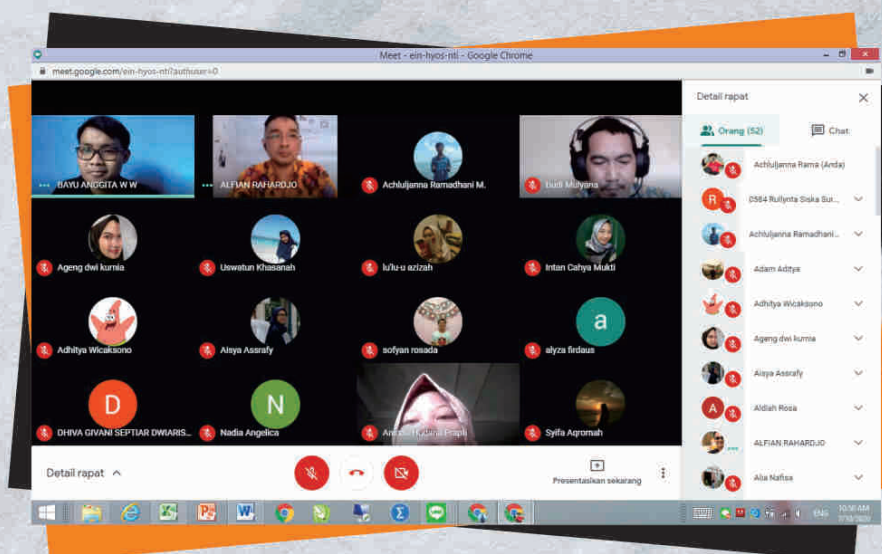 Meet - ein-hyos-nti - Google Chrome
meet.google.com/ein-hyos-nti?authuser=0
BAYU ANGGITA W W
ALFIAN RAHARDJO
Achluljanna Ramadhani M.
Budi Mulyana
Ageng dwi kurnia
Uswatun Khasanah
lu'lu-u azizah
Intan Cahya Mukti
Adhitya Wicaksono
Aisya Assrafy
sofyan rosada
a
alyza firdaus
D
DHIVA GIVANI SEPTIAR DWIARIS...
N
Nadia Angelica
Syifa Aqromah
Detail rapat
Presentasikan sekarang
Detail rapat
Orang (52)
Chat
Achluljanna Rama (Anda)
R
0564 Rullynta Siska Sur...
Achluljanna Ramadhani...
Adam Aditya
Adhitya Wicaksono
Ageng dwi kurnia
Aisya Assrafy
A
Aldiah Rosa
ALFIAN RAHARDJO
Alia Nafisa
ENG
10:56 AM